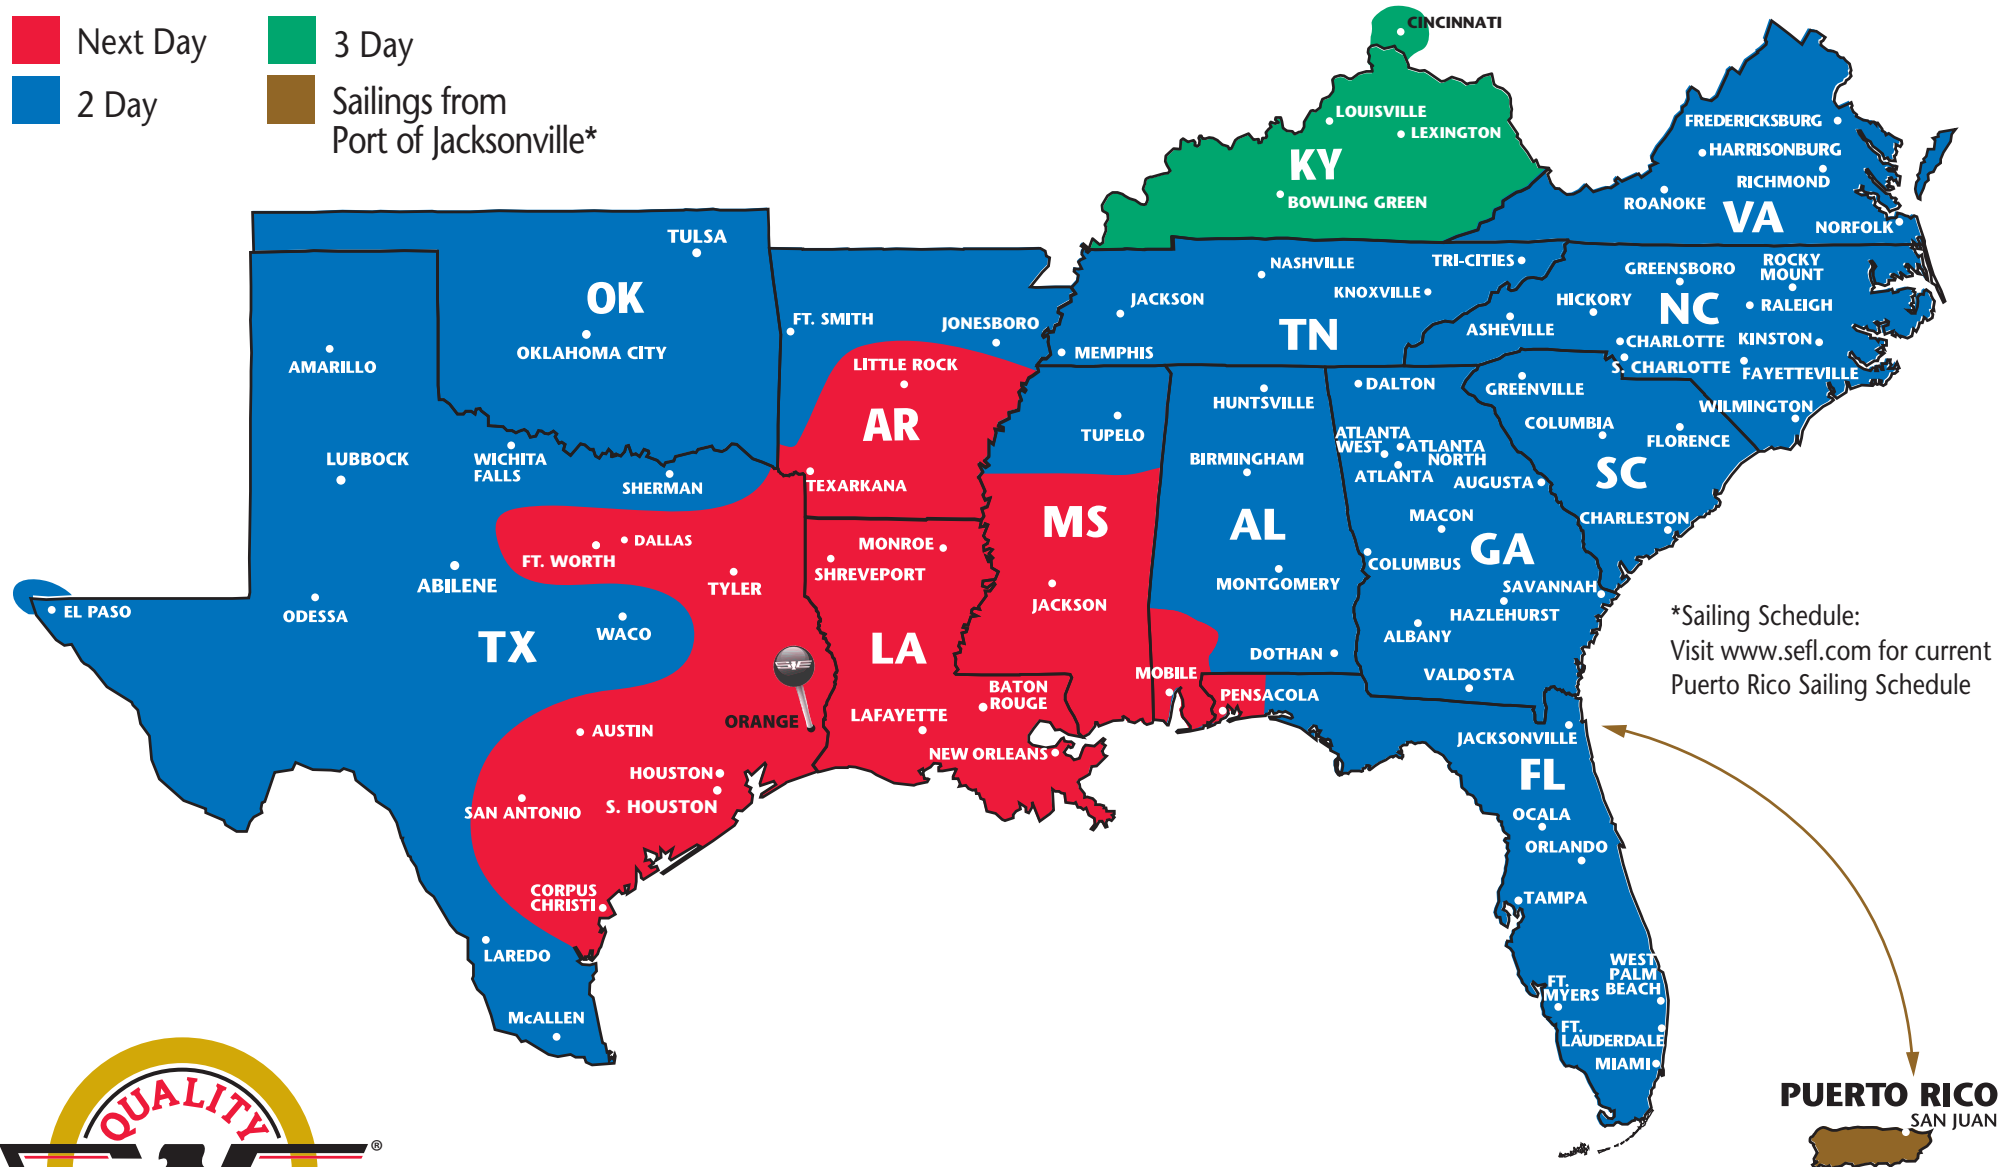 Next Day
3 Day
2 Day
Sailings from
Port of Jacksonville*
CINCINNATI
LOUISVILLE
LEXINGTON
KY
BOWLING GREEN
FREDERICKSBURG
HARRISONBURG
RICHMOND
ROANOKE
VA
NORFOLK
TULSA
OK
OKLAHOMA CITY
AMARILLO
LUBBOCK
WICHITA
FALLS
SHERMAN
FT. SMITH
JONESBORO
LITTLE ROCK
AR
TEXARKANA
NASHVILLE
TRI-CITIES
JACKSON
KNOXVILLE
TN
MEMPHIS
GREENSBORO
ROCKY
MOUNT
HICKORY
NC
RALEIGH
ASHEVILLE
CHARLOTTE
KINSTON
S. CHARLOTTE
FAYETTEVILLE
WILMINGTON
GREENVILLE
COLUMBIA
FLORENCE
SC
CHARLESTON
DALTON
ATLANTA
WEST
ATLANTA
NORTH
ATLANTA
AUGUSTA
MACON
GA
COLUMBUS
SAVANNAH
HAZLEHURST
ALBANY
VALDOSTA
HUNTSVILLE
BIRMINGHAM
AL
MONTGOMERY
DOTHAN
MOBILE
TUPELO
MS
JACKSON
MONROE
SHREVEPORT
LA
BATON
ROUGE
LAFAYETTE
NEW ORLEANS
DALLAS
FT. WORTH
TYLER
ABILENE
EL PASO
ODESSA
TX
WACO
ORANGE
AUSTIN
HOUSTON
S. HOUSTON
SAN ANTONIO
CORPUS
CHRISTI
LAREDO
McALLEN
PENSACOLA
JACKSONVILLE
FL
OCALA
ORLANDO
TAMPA
WEST
PALM
BEACH
FT.
MYERS
FT.
LAUDERDALE
MIAMI
*Sailing Schedule:
Visit www.sefl.com for current
Puerto Rico Sailing Schedule
PUERTO RICO
SAN JUAN
QUALITY
®